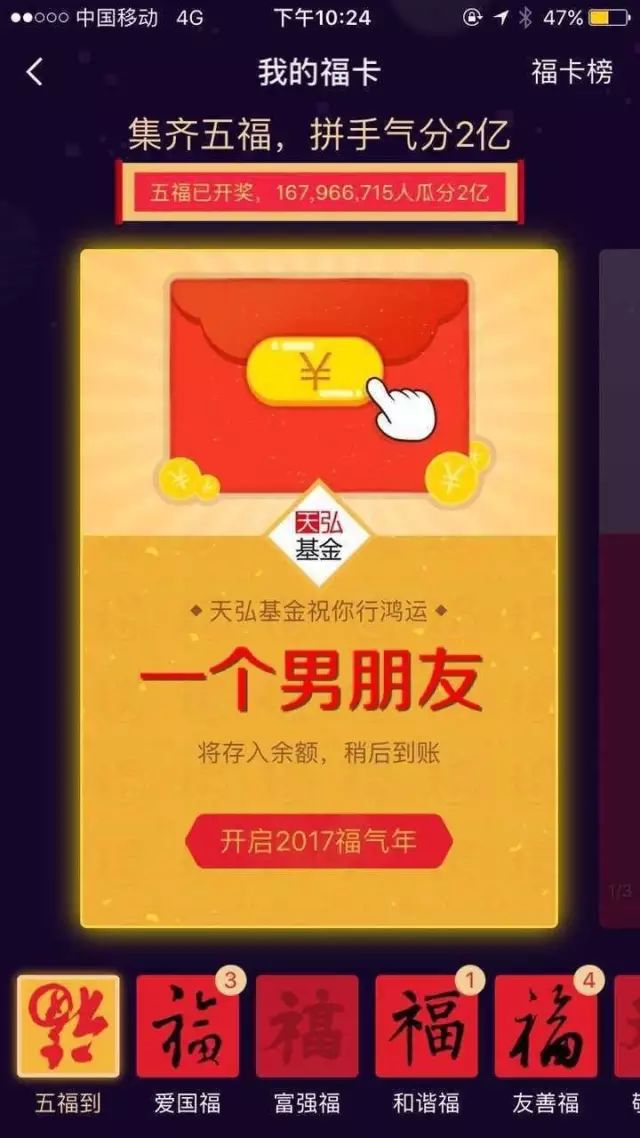 中国移动 4G 下午10:24 47%
我的福卡 福卡榜
集齐五福，拼手气分2亿
五福已开奖，167,966,715人瓜分2亿
¥
天弘
基金
天弘基金祝你行鸿运
一个男朋友
将存入余额，稍后到账
开启2017福气年
1/3
福 福 3 福 福 1 福 4
五福到 爱国福 富强福 和谐福 友善福